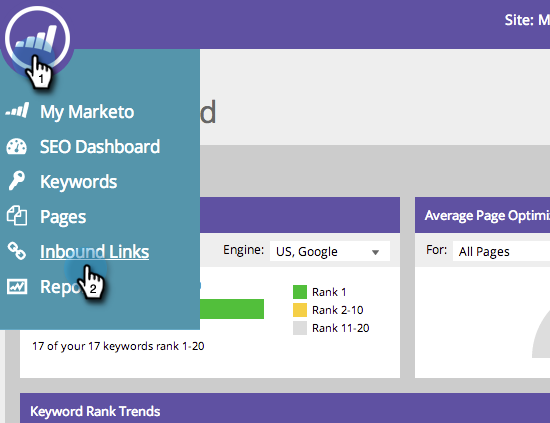 Site: M
1
My Marketo
d
SEO Dashboard
Keywords
Pages
Average Page Optimi
Inbound Links
Engine: US, Google
For: All Pages
2
Repo
Rank 1
Rank 2-10
Rank 11-20
17 of your 17 keywords rank 1-20
Keyword Rank Trends